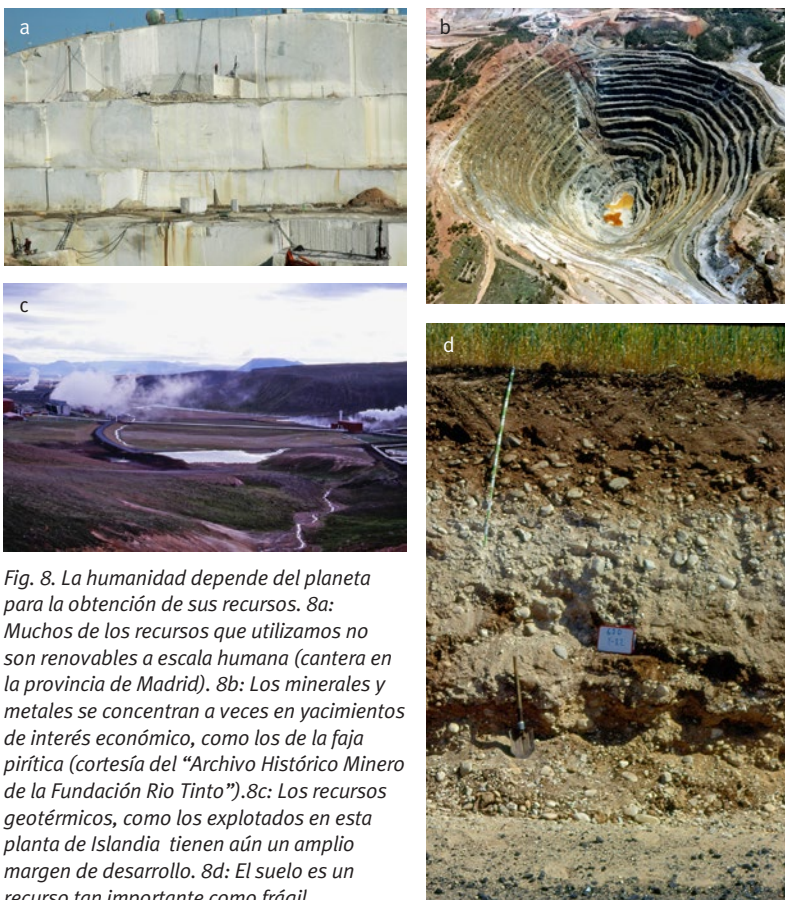 a
b
c
d
Fig. 8. La humanidad depende del planeta
para la obtención de sus recursos. 8a:
Muchos de los recursos que utilizamos no
son renovables a escala humana (cantera en
la provincia de Madrid). 8b: Los minerales y
metales se concentran a veces en yacimientos
de interés económico, como los de la faja
pirítica (cortesía del “Archivo Histórico Minero
de la Fundación Rio Tinto”).8c: Los recursos
geotérmicos, como los explotados en esta
planta de Islandia tienen aún un amplio
margen de desarrollo. 8d: El suelo es un
recurso tan importante como frágil